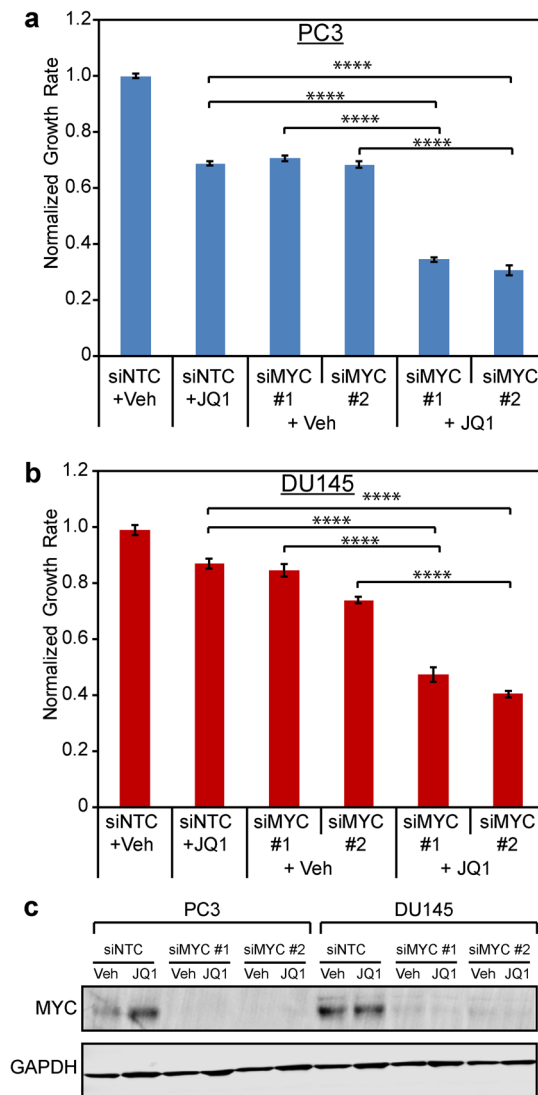 a
PC3
Normalized Growth Rate
1.2
1.0
0.8
0.6
0.4
0.2
0
****
****
****
****
siNTC siNTC siMYC siMYC siMYC siMYC
+Veh +JQ1 #1 #2 #1 #2
+ Veh + JQ1
b
DU145
Normalized Growth Rate
1.2
1.0
0.8
0.6
0.4
0.2
0
****
****
****
****
siNTC siNTC siMYC siMYC siMYC siMYC
+Veh +JQ1 #1 #2 #1 #2
+ Veh + JQ1
c
PC3 DU145
siNTC siMYC #1 siMYC #2 siNTC siMYC #1 siMYC #2
Veh JQ1 Veh JQ1 Veh JQ1 Veh JQ1 Veh JQ1 Veh JQ1
MYC
GAPDH